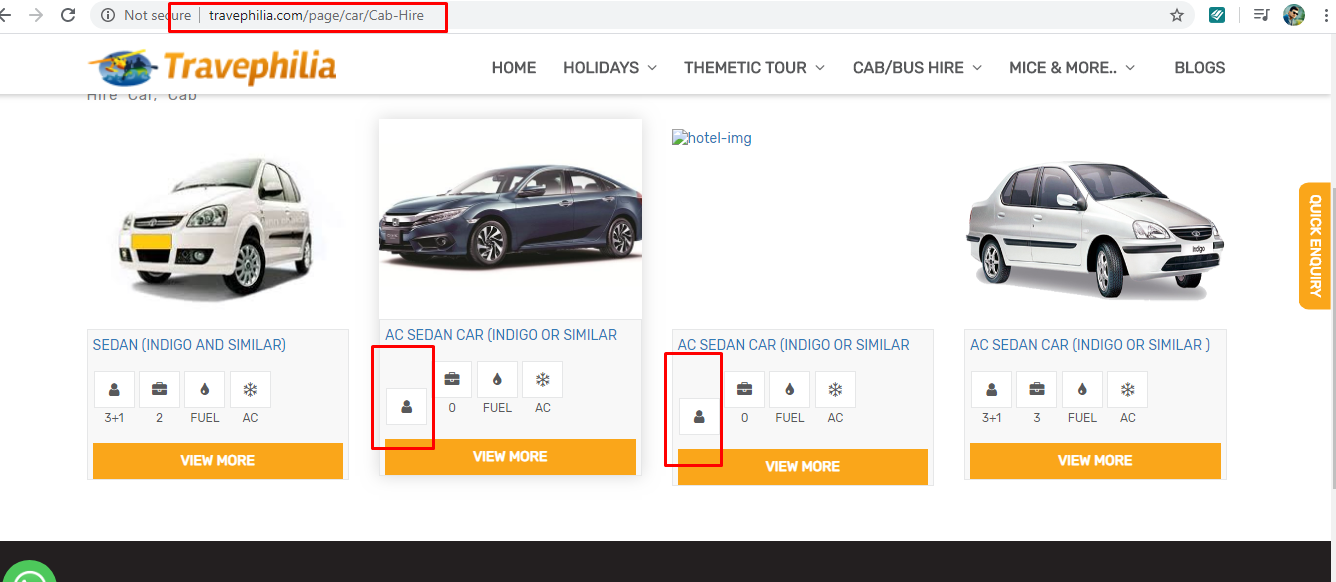 Not secure | travephilia.com/page/car/Cab-Hire
Travephilia
HOME HOLIDAYS THEMETIC TOUR CAB/BUS HIRE MICE & MORE.. BLOGS
Hire Car, Cab
hotel-img
indigo
QUICK ENQUIRY
SEDAN (INDIGO AND SIMILAR)
3+1 2 FUEL AC
VIEW MORE
AC SEDAN CAR (INDIGO OR SIMILAR
0 FUEL AC
VIEW MORE
AC SEDAN CAR (INDIGO OR SIMILAR
0 FUEL AC
VIEW MORE
AC SEDAN CAR (INDIGO OR SIMILAR )
3+1 3 FUEL AC
VIEW MORE